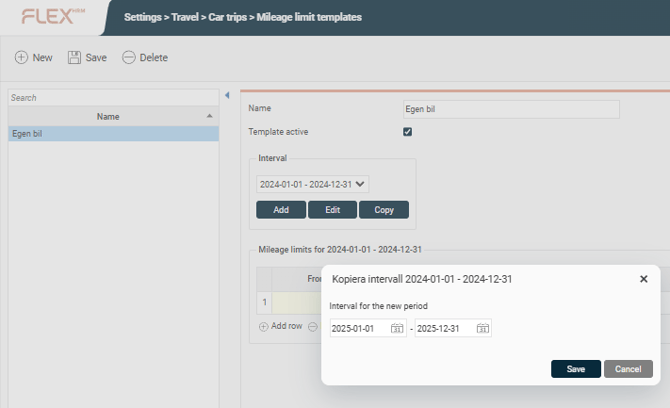 FLEX HRM
Settings > Travel > Car trips > Mileage limit templates
New Save Delete
Search
Name
Egen bil
Name Egen bil
Template active
Interval
2024-01-01 - 2024-12-31
Add Edit Copy
Mileage limits for 2024-01-01 - 2024-12-31
1
Add row
Kopiera intervall 2024-01-01 - 2024-12-31
Interval for the new period
2025-01-01 - 2025-12-31
Save Cancel